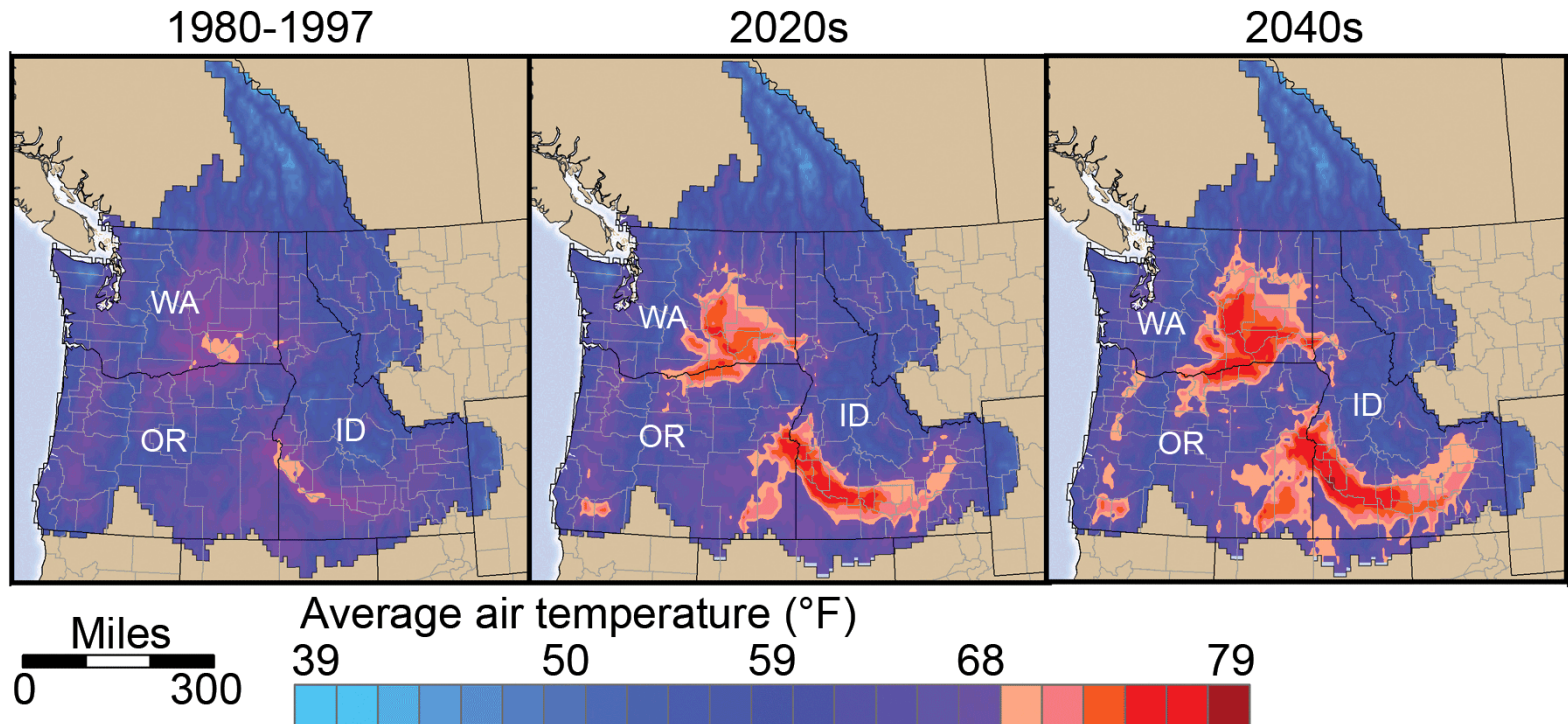 1980-1997 2020s 2040s
WA WA WA
OR ID OR ID OR ID
Average air temperature (°F)
Miles
39 50 59 68 79
0 300